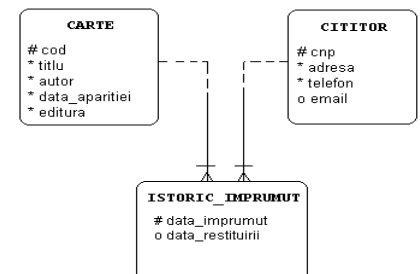 CARTE
# cod
* titlu
* autor
* data_aparitiei
* editura
CITITOR
# cnp
* adresa
* telefon
o email
ISTORIC_IMPRUMUT
# data_imprumut
o data_restituirii